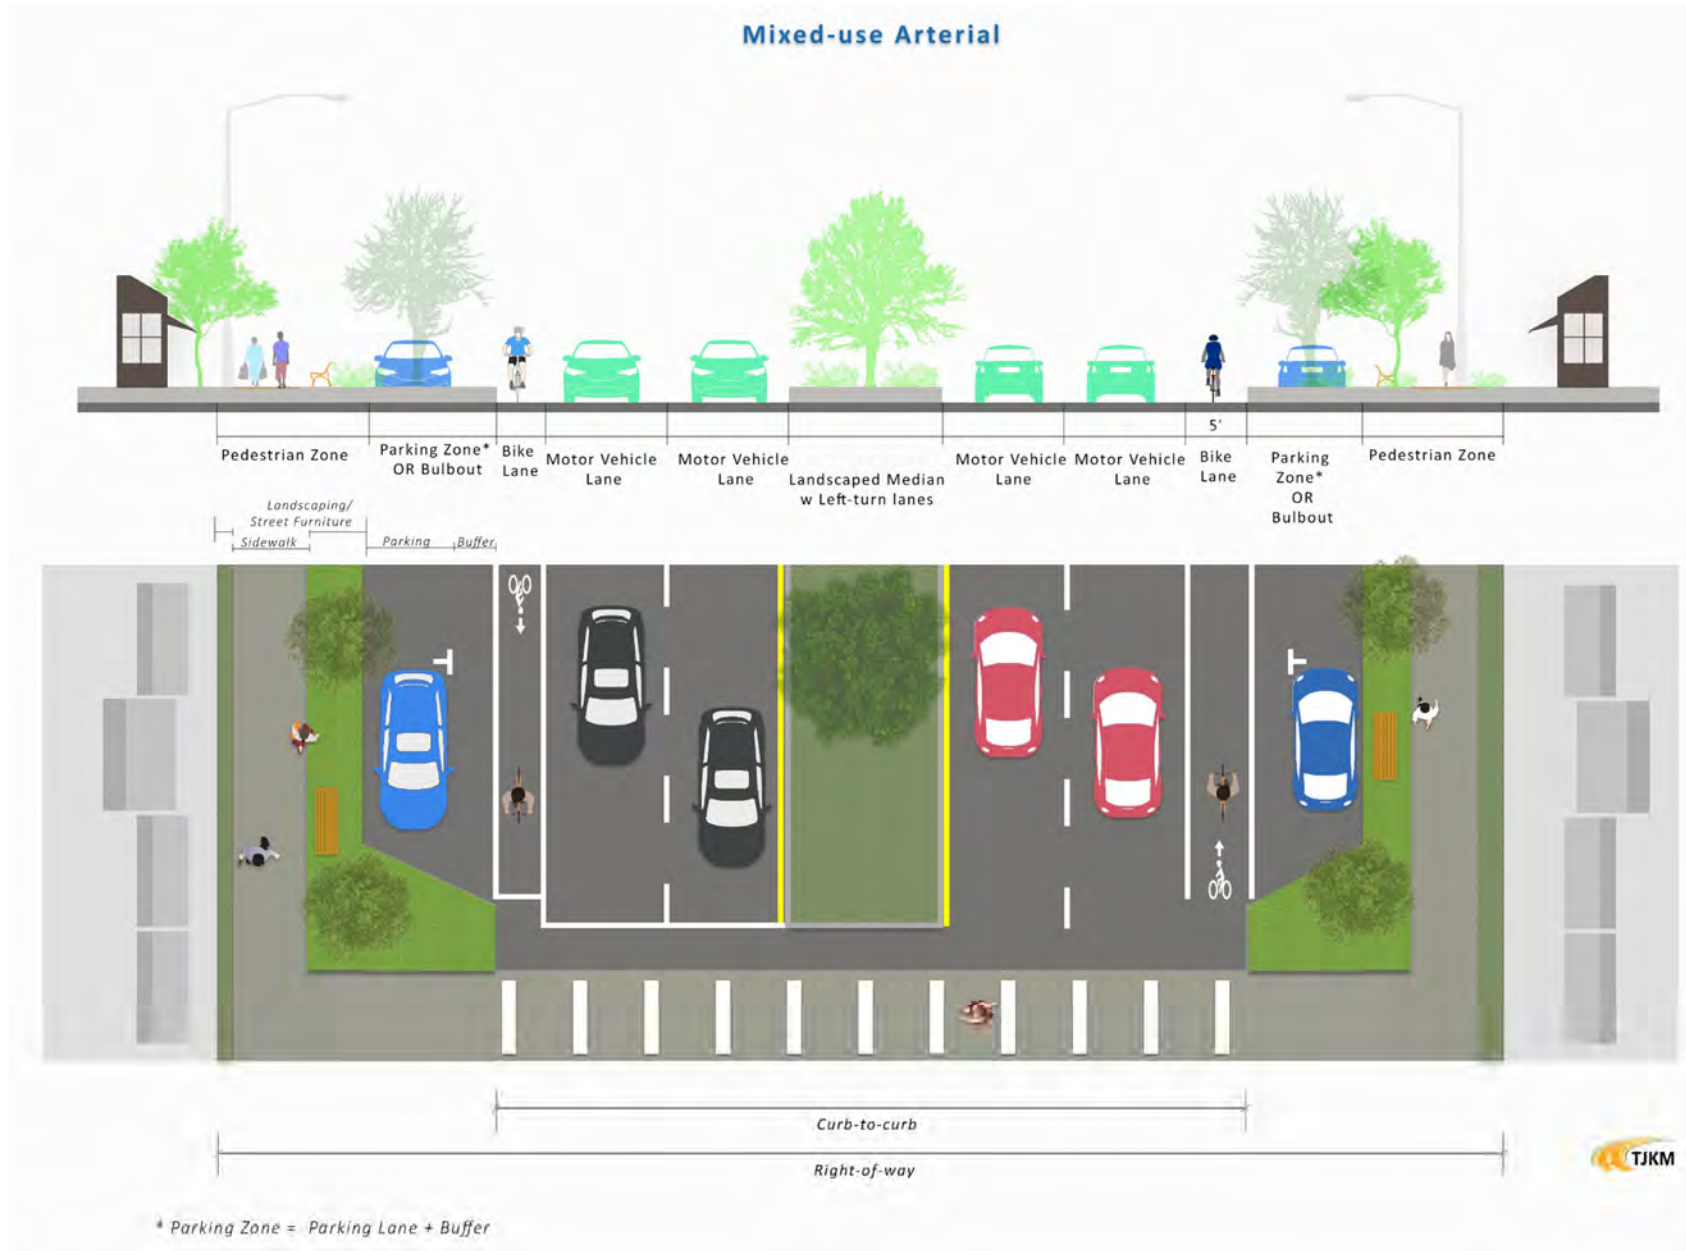 Mixed-use Arterial
5'
Pedestrian Zone
Parking Zone*
OR Bulbout
Bike
Lane
Motor Vehicle
Lane
Motor Vehicle
Lane
Landscaped Median
w Left-turn lanes
Motor Vehicle
Lane
Motor Vehicle
Lane
Bike
Lane
Parking
Zone*
OR
Bulbout
Pedestrian Zone
Landscaping/
Street Furniture
Sidewalk
Parking
Buffer
Curb-to-curb
Right-of-way
TJKM
* Parking Zone = Parking Lane + Buffer